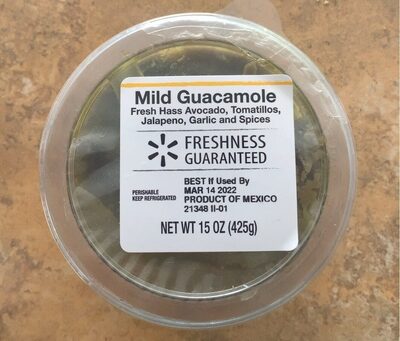 Mild Guacamole
Fresh Hass Avocado, Tomatillos,
Jalapeno, Garlic and Spices
FRESHNESS
GUARANTEED
BEST If Used By
MAR 14 2022
PERISHABLE
KEEP REFRIGERATED
PRODUCT OF MEXICO
21348 II-01
NET WT 15 OZ (425g)